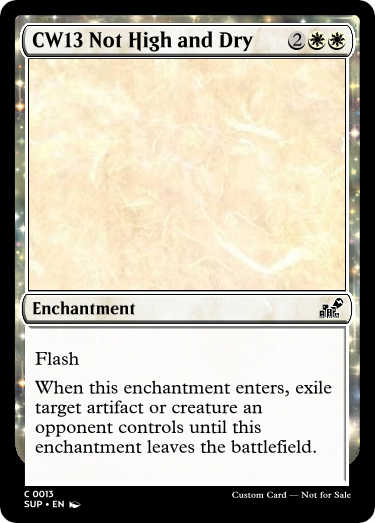 CW13 Not High and Dry 2
Enchantment
Flash
When this enchantment enters, exile
target artifact or creature an
opponent controls until this
enchantment leaves the battlefield.
C 0013
SUP • EN
Custom Card — Not for Sale